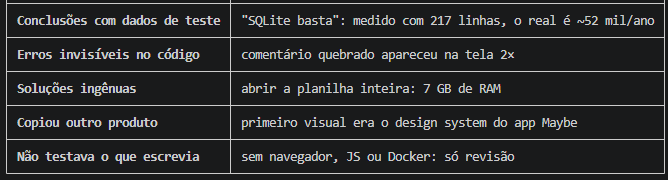 Conclusões com dados de teste "SQLite basta": medido com 217 linhas, o real é ~52 mil/ano
Erros invisíveis no código comentário quebrado apareceu na tela 2×
Soluções ingênuas abrir a planilha inteira: 7 GB de RAM
Copiou outro produto primeiro visual era o design system do app Maybe
Não testava o que escrevia sem navegador, JS ou Docker: só revisão